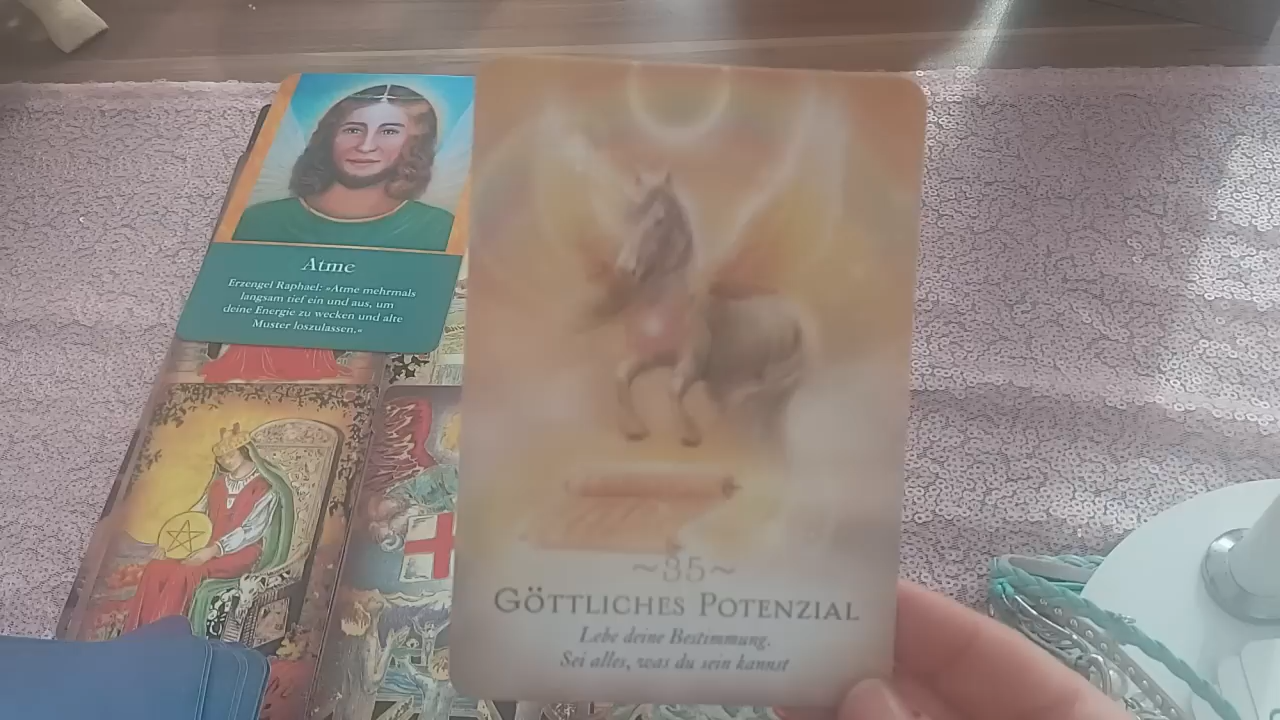 Atme
Erzengel Raphael: »Atme mehrmals
langsam tief ein und aus, um
deine Energie zu wecken und alte
Muster loszulassen.«
~35~
GÖTTLICHES POTENZIAL
Lebe deine Bestimmung.
Sei alles, was du sein kannst